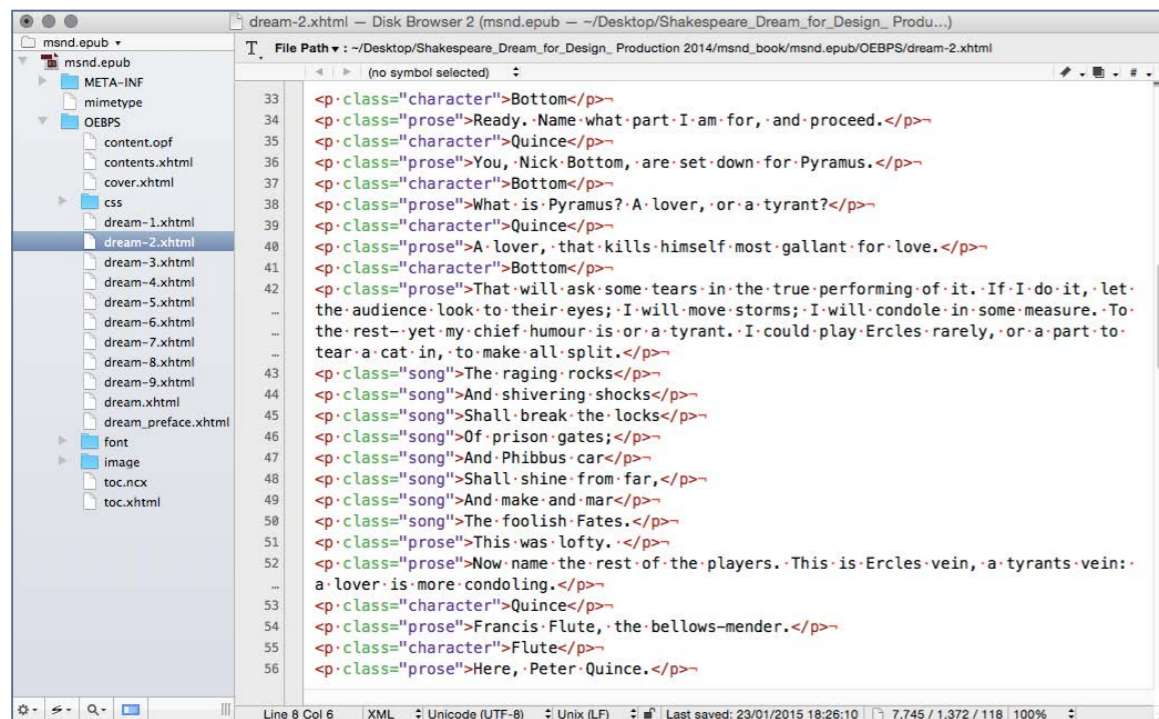 dream-2.xhtml — Disk Browser 2 (msnd.epub — ~/Desktop/Shakespeare_Dream_for_Design_ Produ...)
msnd.epub
File Path ▾ : ~/Desktop/Shakespeare_Dream_for_Design_ Production 2014/msnd_book/msnd.epub/OEBPS/dream-2.xhtml
(no symbol selected)
msnd.epub
META-INF
mimetype
OEBPS
content.opf
contents.xhtml
cover.xhtml
css
dream-1.xhtml
dream-2.xhtml
dream-3.xhtml
dream-4.xhtml
dream-5.xhtml
dream-6.xhtml
dream-7.xhtml
dream-8.xhtml
dream-9.xhtml
dream.xhtml
dream_preface.xhtml
font
image
toc.ncx
toc.xhtml
33 <p·class="character">Bottom</p>¬
34 <p·class="prose">Ready.·Name·what·part·I·am·for,·and·proceed.</p>¬
35 <p·class="character">Quince</p>¬
36 <p·class="prose">You,·Nick·Bottom,·are·set·down·for·Pyramus.</p>¬
37 <p·class="character">Bottom</p>¬
38 <p·class="prose">What·is·Pyramus?·A·lover,·or·a·tyrant?</p>¬
39 <p·class="character">Quince</p>¬
40 <p·class="prose">A·lover,·that·kills·himself·most·gallant·for·love.</p>¬
41 <p·class="character">Bottom</p>¬
42 <p·class="prose">That·will·ask·some·tears·in·the·true·performing·of·it.·If·I·do·it,·let·
… the·audience·look·to·their·eyes;·I·will·move·storms;·I·will·condole·in·some·measure.·To·
… the·rest—·yet·my·chief·humour·is·or·a·tyrant.·I·could·play·Ercles·rarely,·or·a·part·to·
… tear·a·cat·in,·to·make·all·split.</p>¬
43 <p·class="song">The·raging·rocks</p>¬
44 <p·class="song">And·shivering·shocks</p>¬
45 <p·class="song">Shall·break·the·locks</p>¬
46 <p·class="song">Of·prison·gates;</p>¬
47 <p·class="song">And·Phibbus·car</p>¬
48 <p·class="song">Shall·shine·from·far,</p>¬
49 <p·class="song">And·make·and·mar</p>¬
50 <p·class="song">The·foolish·Fates.</p>¬
51 <p·class="prose">This·was·lofty.·</p>¬
52 <p·class="prose">Now·name·the·rest·of·the·players.·This·is·Ercles·vein,·a·tyrants·vein:·
… a·lover·is·more·condoling.</p>¬
53 <p·class="character">Quince</p>¬
54 <p·class="prose">Francis·Flute,·the·bellows-mender.</p>¬
55 <p·class="character">Flute</p>¬
56 <p·class="prose">Here,·Peter·Quince.</p>¬
Line 8 Col 6 XML Unicode (UTF-8) Unix (LF) Last saved: 23/01/2015 18:26:10 7,745 / 1,372 / 118 100%